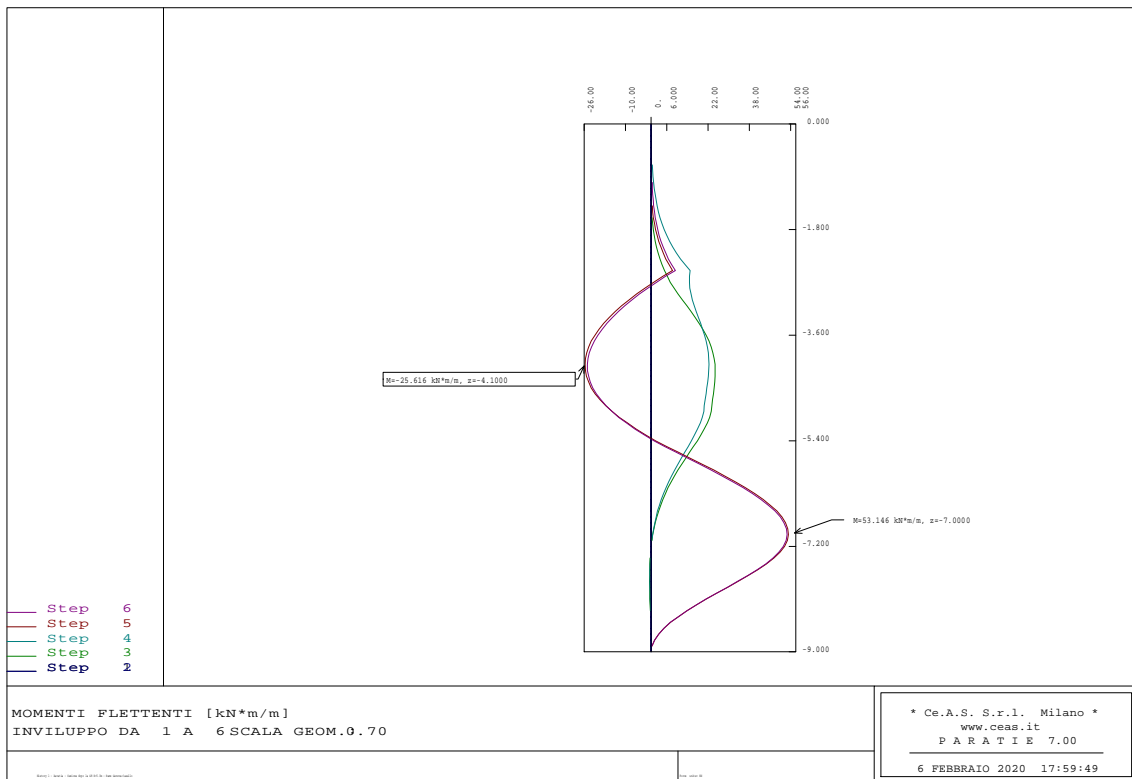 -26.00
-10.00
0.
6.000
22.00
38.00
54.00
56.00
0.000
-1.800
-3.600
M=-25.616 kN*m/m, z=-4.1000
-5.400
M=53.146 kN*m/m, z=-7.0000
-7.200
-9.000
Step 6
Step 5
Step 4
Step 3
Step
MOMENTI FLETTENTI [kN*m/m]
INVILUPPO DA 1 A 6 SCALA GEOM.0.70
* Ce.A.S. S.r.l. Milano *
www.ceas.it
P A R A T I E 7.00
6 FEBBRAIO 2020 17:59:49